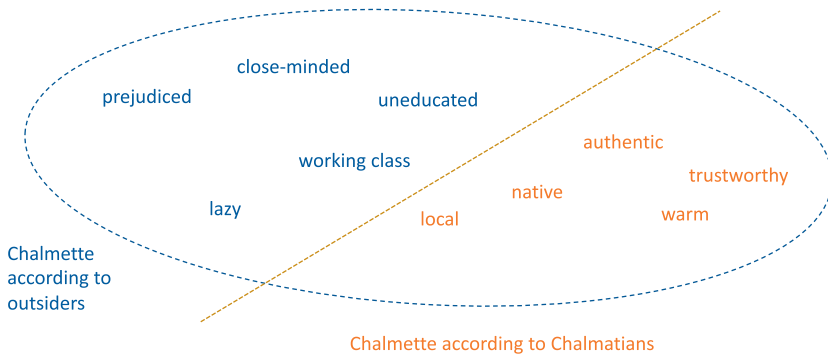 close-minded
prejudiced
uneducated
authentic
working class
trustworthy
native
lazy
local
warm
Chalmette
according to
outsiders
Chalmette according to Chalmatians